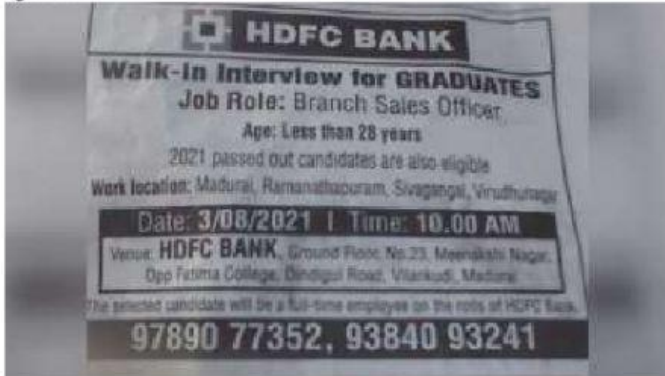 HDFC BANK
Walk-In Interview for GRADUATES
Job Role: Branch Sales Officer
Age: Less than 28 years
2021 passed out candidates are also eligible
Work location: Madurai, Ramanathapuram, Sivagangai, Virudhunagar
Date: 3/08/2021 | Time: 10.00 AM
Venue: HDFC BANK, Ground Floor, No.23, Meenakshi Nagar,
Opp Fatima College, Dindigul Road, Vilankudi, Madurai
The selected candidate will be a full-time employee on the rolls of HDFC Bank.
97890 77352, 93840 93241